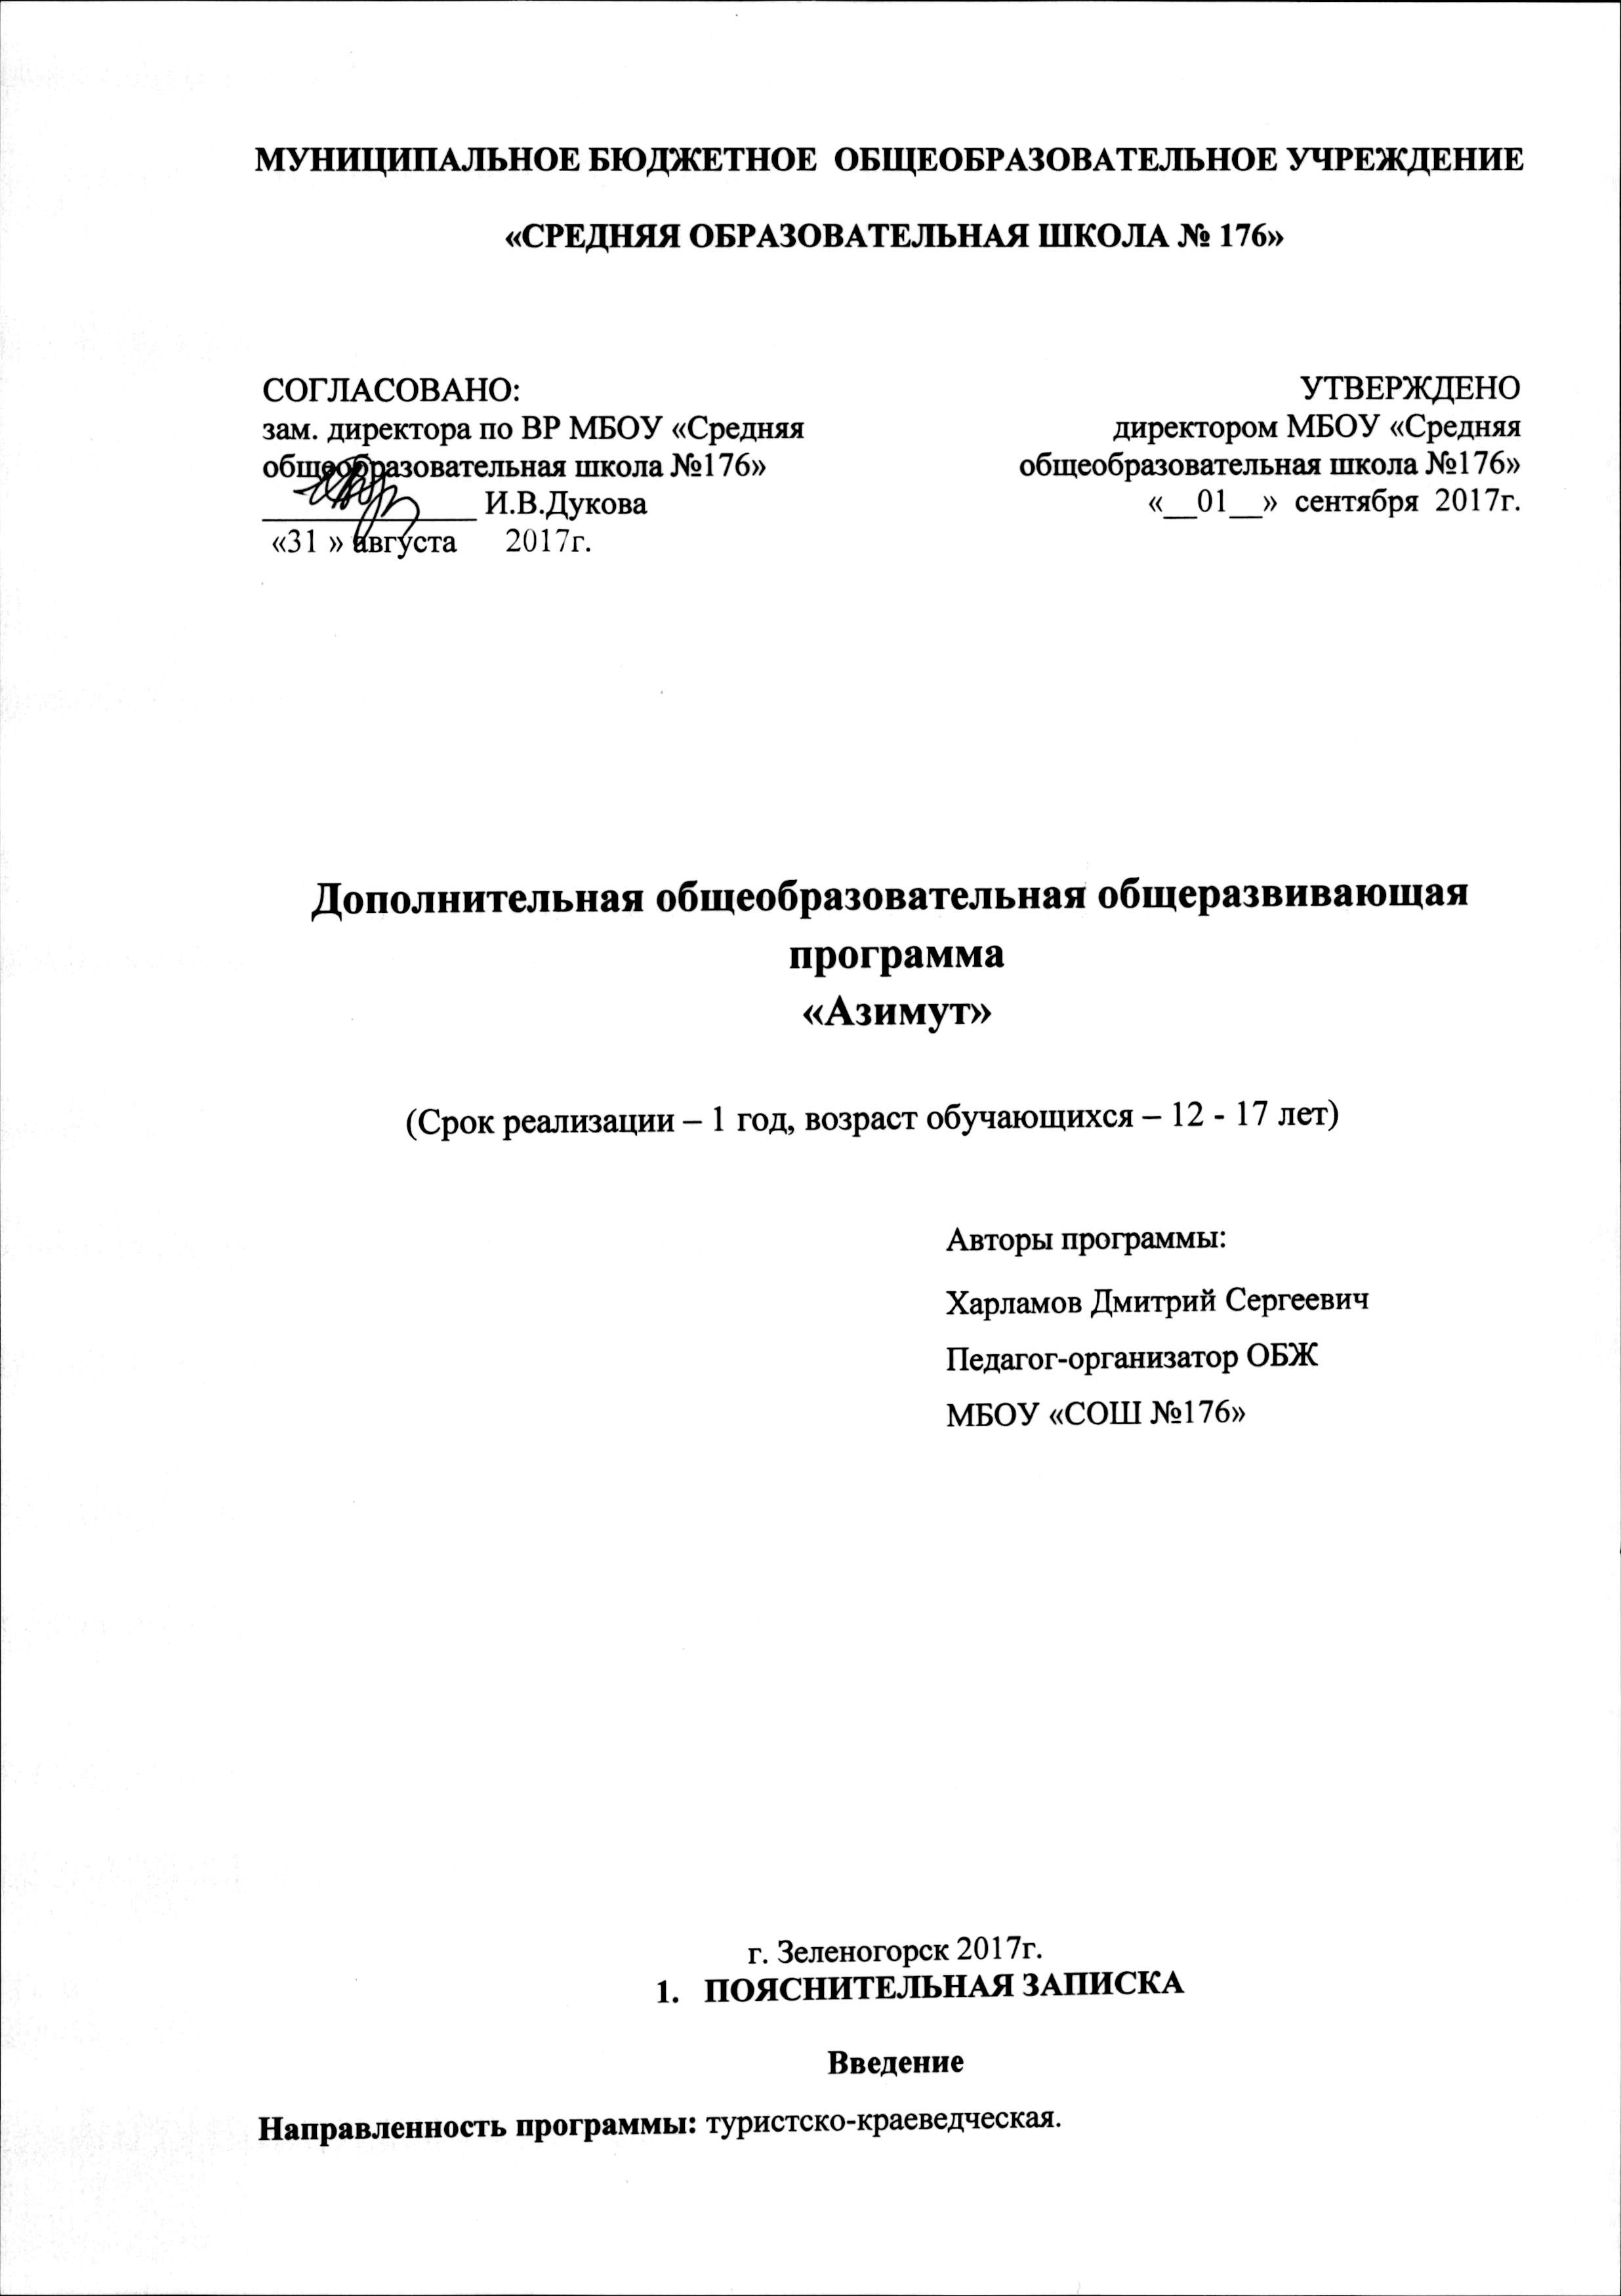 МУНИЦИПАЛЬНОЕ БЮДЖЕТНОЕ ОБЩЕОБРАЗОВАТЕЛЬНОЕ УЧРЕЖДЕНИЕ
«СРЕДНЯЯ ОБРАЗОВАТЕЛЬНАЯ ШКОЛА № 176»
СОГЛАСОВАНО:
зам. директора по ВР МБОУ «Средняя
общеобразовательная школа №176»
_____________ И.В.Дукова
«31 » августа 2017г.
УТВЕРЖДЕНО
директором МБОУ «Средняя
общеобразовательная школа №176»
«__01__» сентября 2017г.
Дополнительная общеобразовательная общеразвивающая
программа
«Азимут»
(Срок реализации – 1 год, возраст обучающихся – 12 - 17 лет)
Авторы программы:
Харламов Дмитрий Сергеевич
Педагог-организатор ОБЖ
МБОУ «СОШ №176»
г. Зеленогорск 2017г.
1. ПОЯСНИТЕЛЬНАЯ ЗАПИСКА
Введение
Направленность программы: туристско-краеведческая.